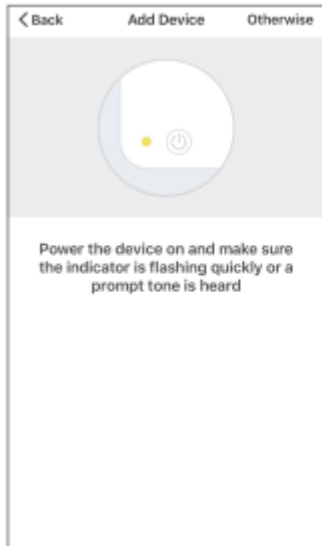 Back Add Device Otherwise
Power the device on and make sure
the indicator is flashing quickly or a
prompt tone is heard